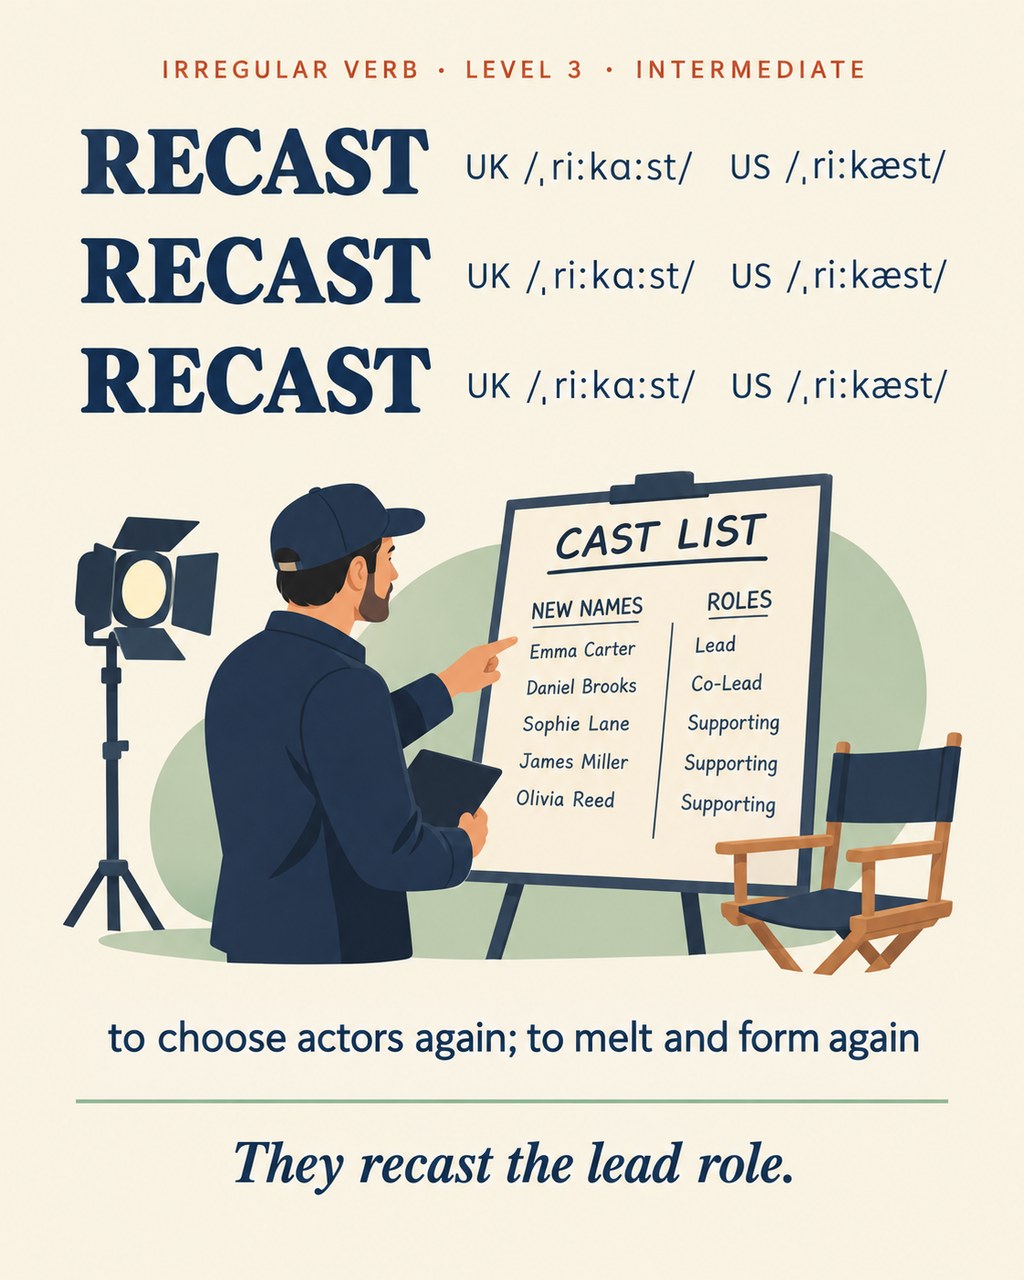 IRREGULAR VERB · LEVEL 3 · INTERMEDIATE
RECAST UK /ˌriːkɑːst/ US /ˌriːkæst/
RECAST UK /ˌriːkɑːst/ US /ˌriːkæst/
RECAST UK /ˌriːkɑːst/ US /ˌriːkæst/
CAST LIST
NEW NAMES ROLES
Emma Carter Lead
Daniel Brooks Co-Lead
Sophie Lane Supporting
James Miller Supporting
Olivia Reed Supporting
to choose actors again; to melt and form again
They recast the lead role.